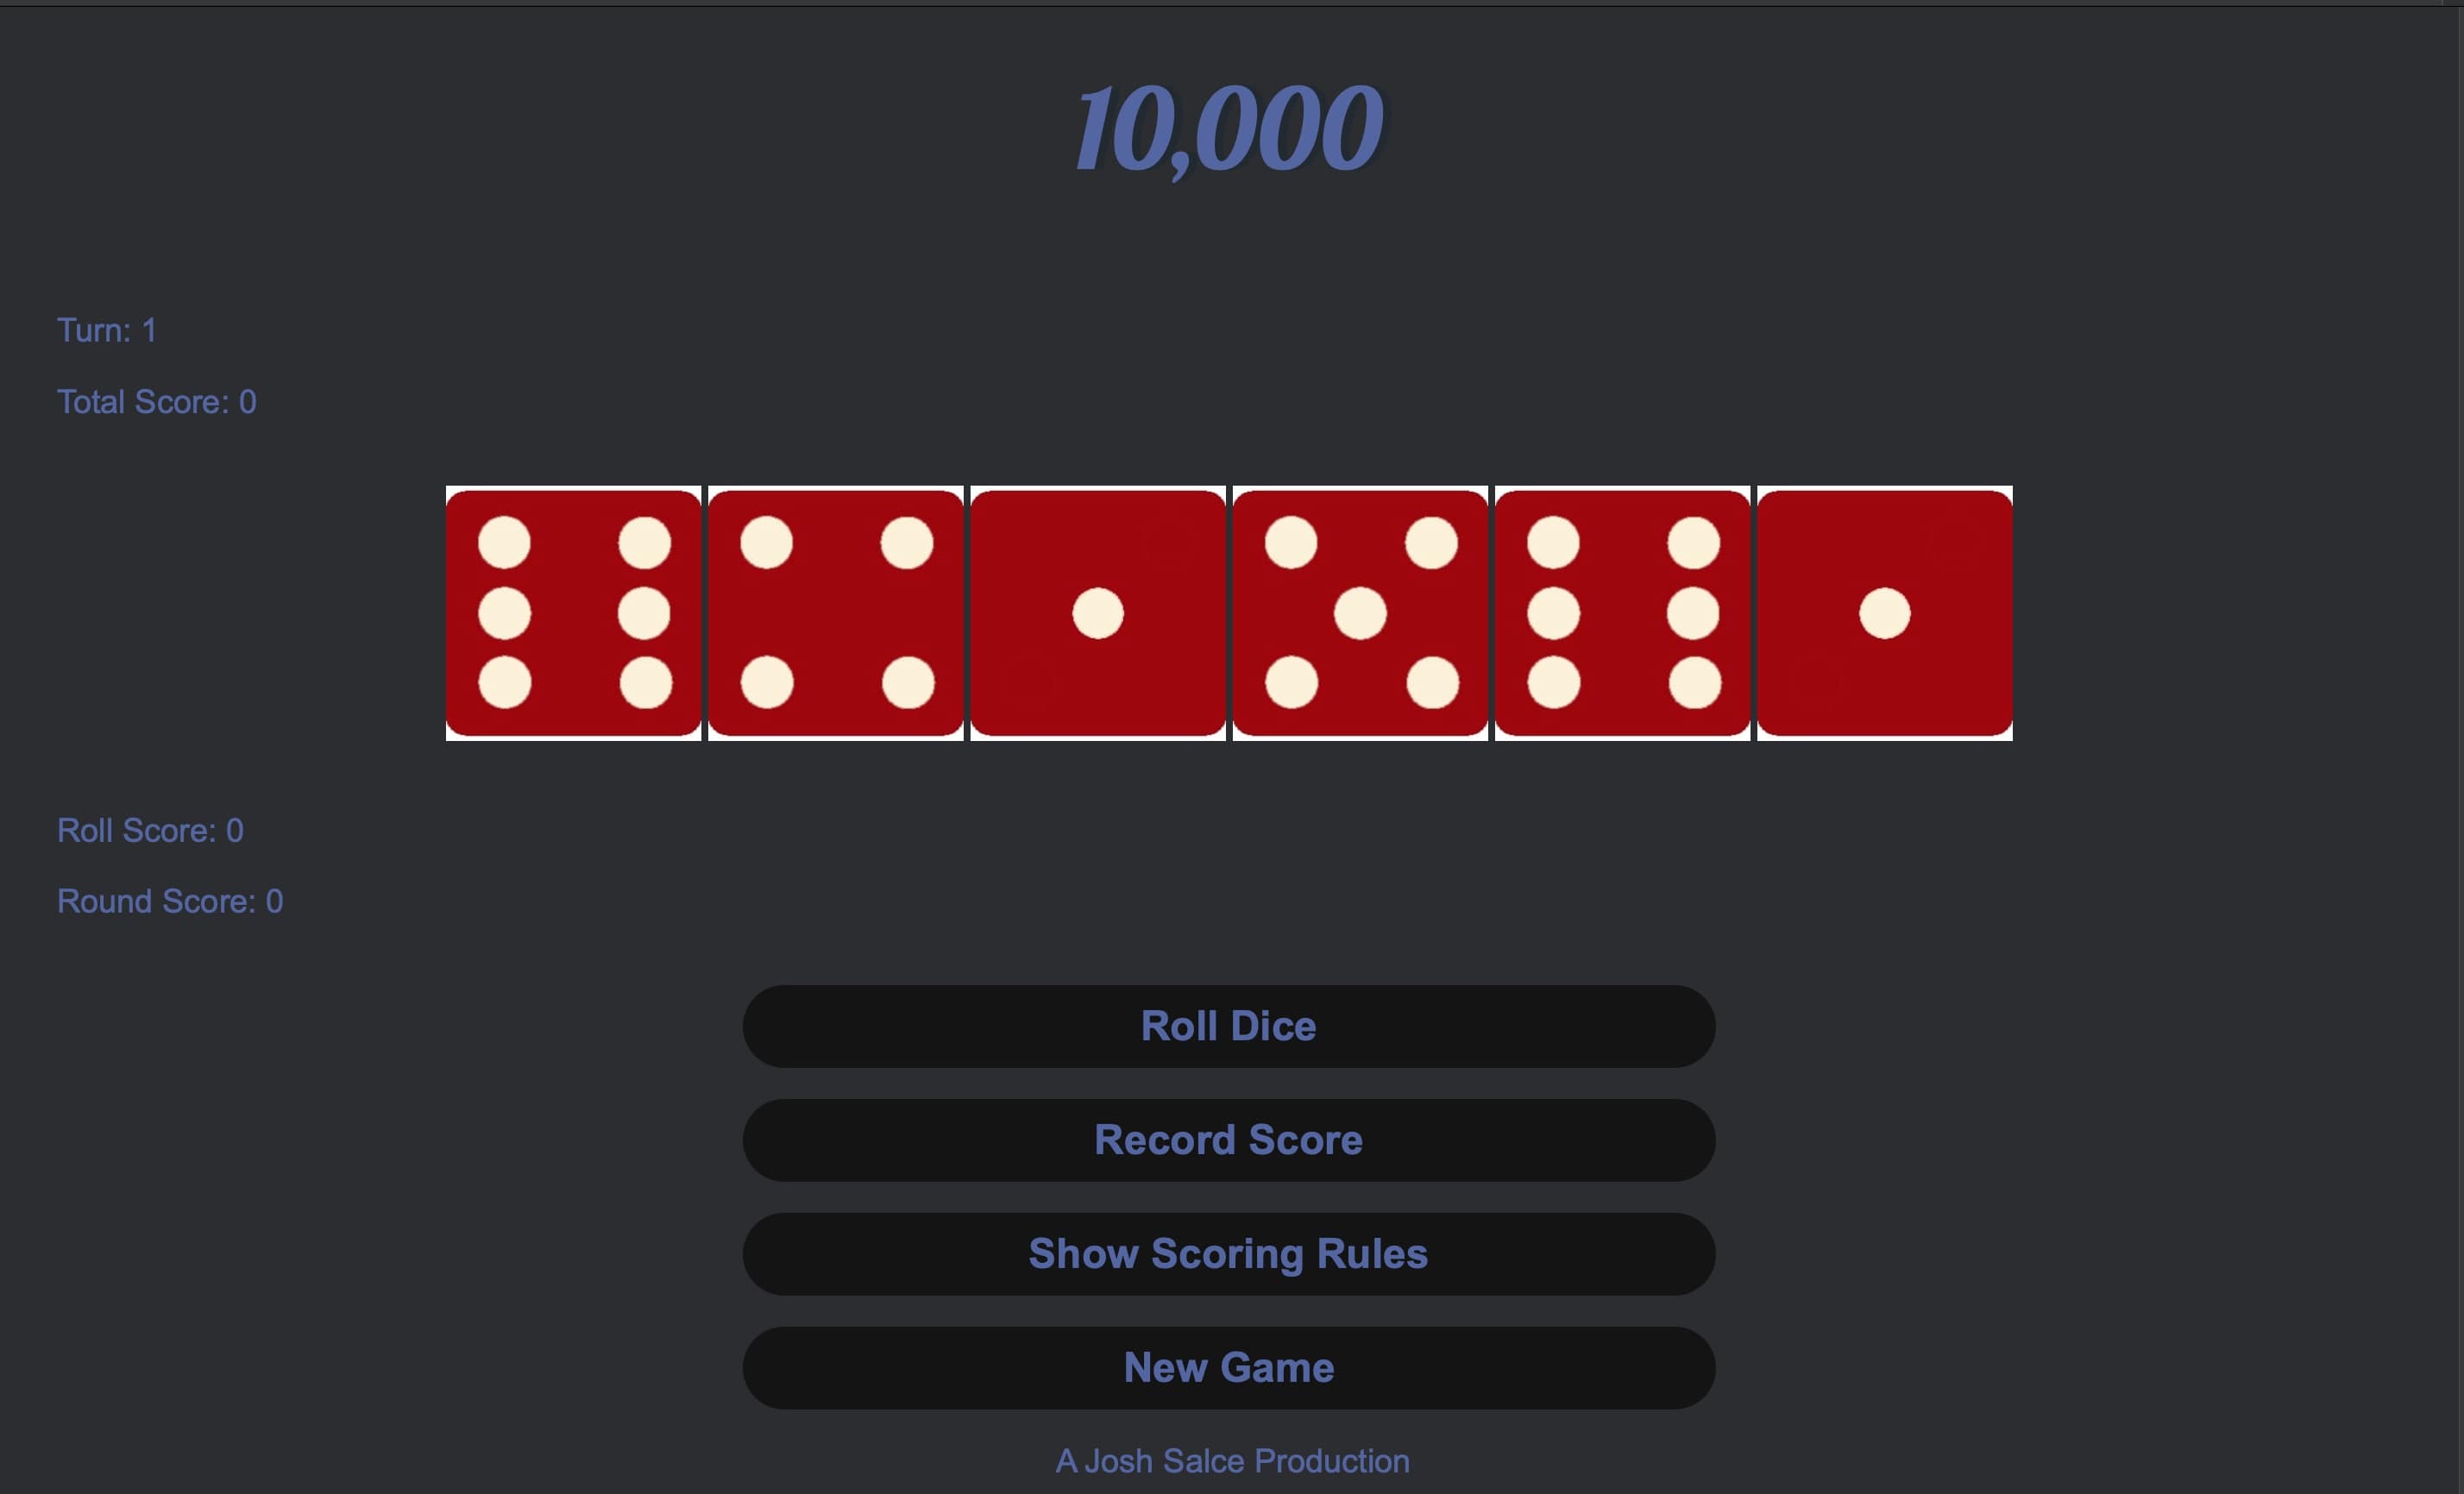 10,000
Turn: 1
Total Score: 0
Roll Score: 0
Round Score: 0
Roll Dice
Record Score
Show Scoring Rules
New Game
A Josh Salce Production